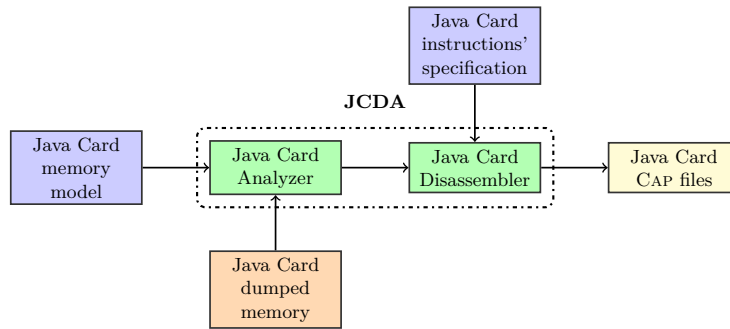 Java Card
instructions'
specification
JCDA
Java Card
memory
model
Java Card
Analyzer
Java Card
Disassembler
Java Card
CAP files
Java Card
dumped
memory